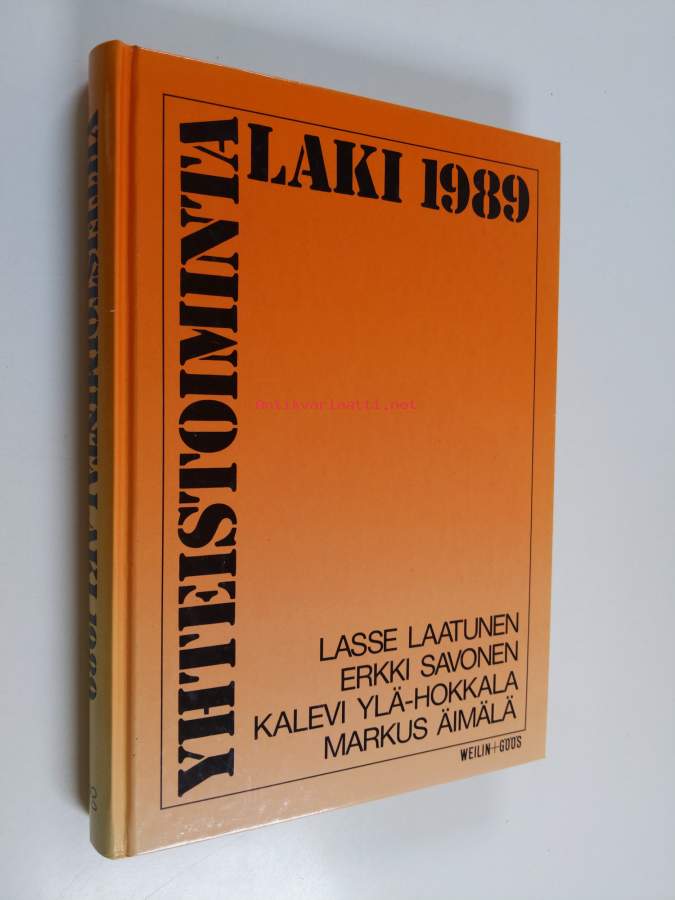 YHTEISTOIMINTA
LAKI 1989
Antikvariaatti.net
LASSE LAATUNEN
ERKKI SAVONEN
KALEVI YLÄ-HOKKALA
MARKUS ÄIMÄLÄ
WEILIN+GÖÖS